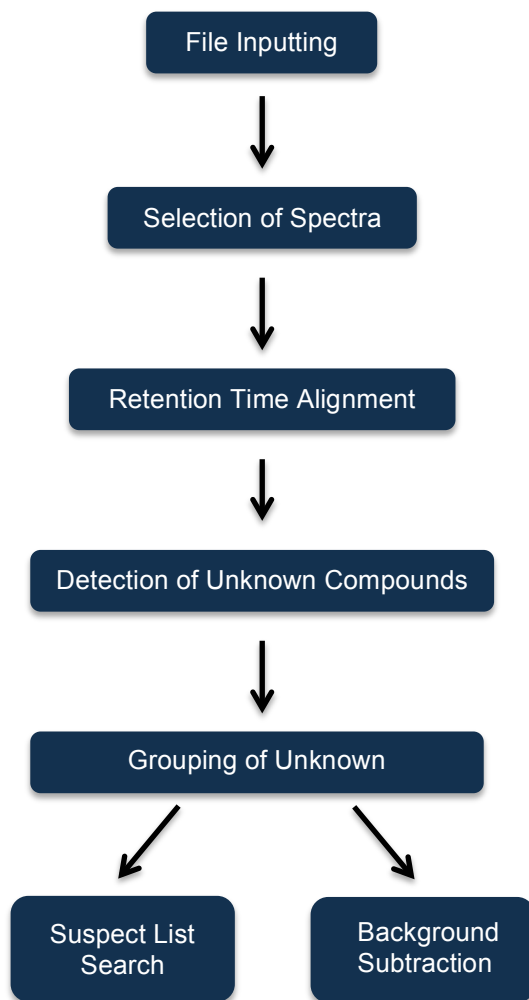 File Inputting
Selection of Spectra
Retention Time Alignment
Detection of Unknown Compounds
Grouping of Unknown
Suspect List
Search
Background
Subtraction